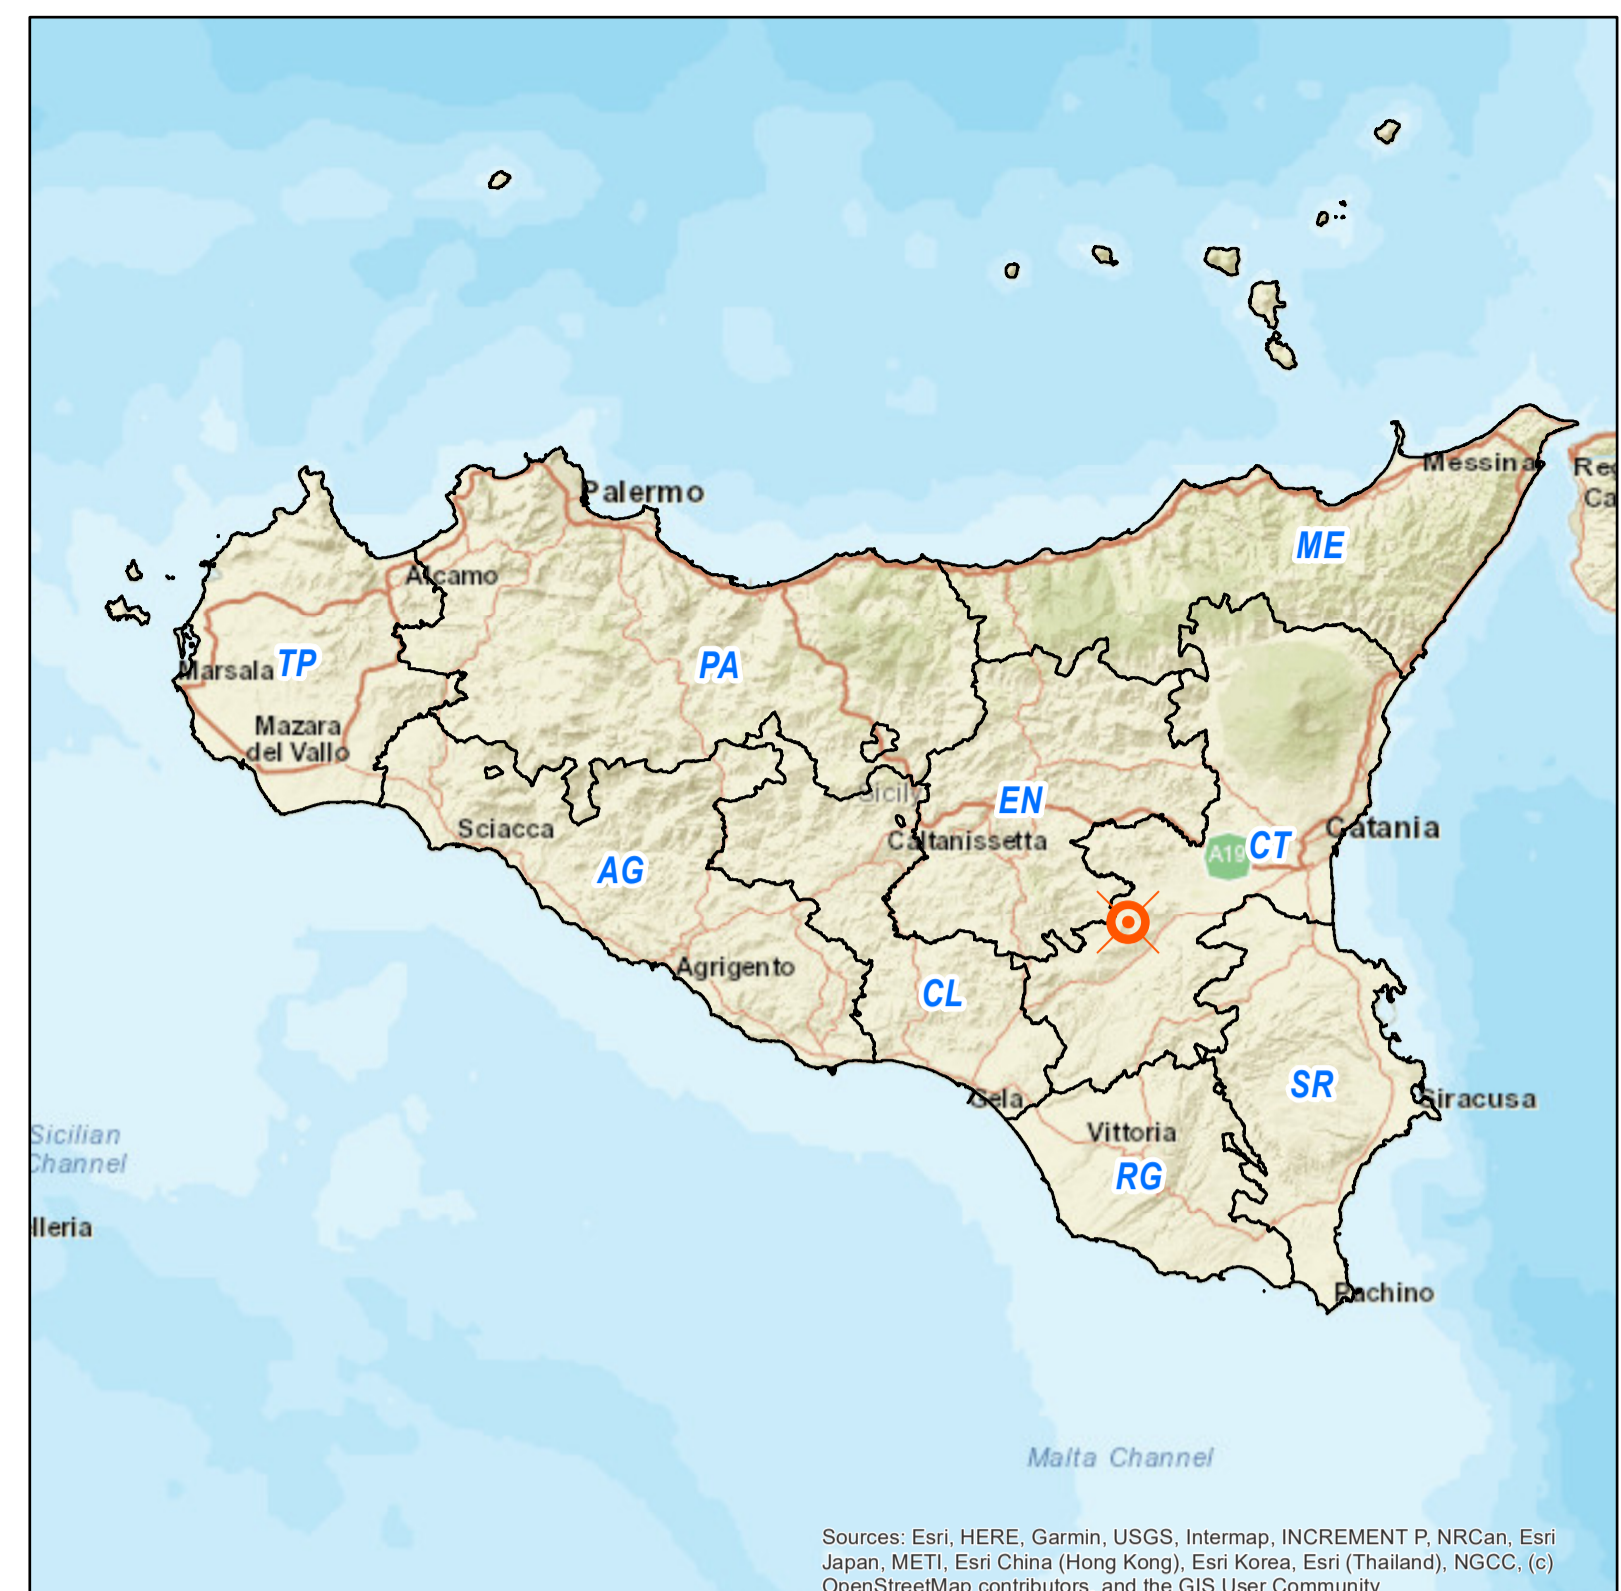 Palermo
Messina
Reg
Ca
ME
Alcamo
Marsala
TP
PA
Mazara
del Vallo
Sicily
EN
Sciacca
Caltanissetta
A19
CT
Catania
AG
Agrigento
CL
SR
Gela
Siracusa
Vittoria
Sicilian
Channel
RG
lleria
Pachino
Malta Channel
Sources: Esri, HERE, Garmin, USGS, Intermap, INCREMENT P, NRCan, Esri
Japan, METI, Esri China (Hong Kong), Esri Korea, Esri (Thailand), NGCC, (c)
OpenStreetMap contributors, and the GIS User Community